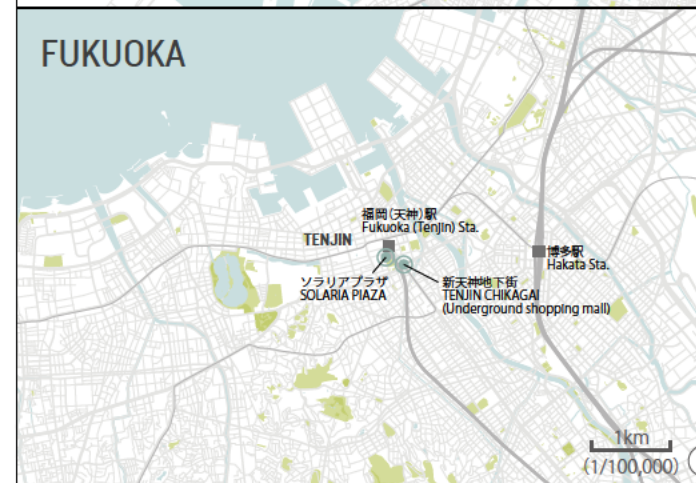 FUKUOKA
福岡(天神)駅
Fukuoka (Tenjin) Sta.
TENJIN
博多駅
Hakata Sta.
ソラリアプラザ
SOLARIA PIAZA
新天神地下街
TENJIN CHIKAGAI
(Underground shopping mall)
1km
(1/100,000)